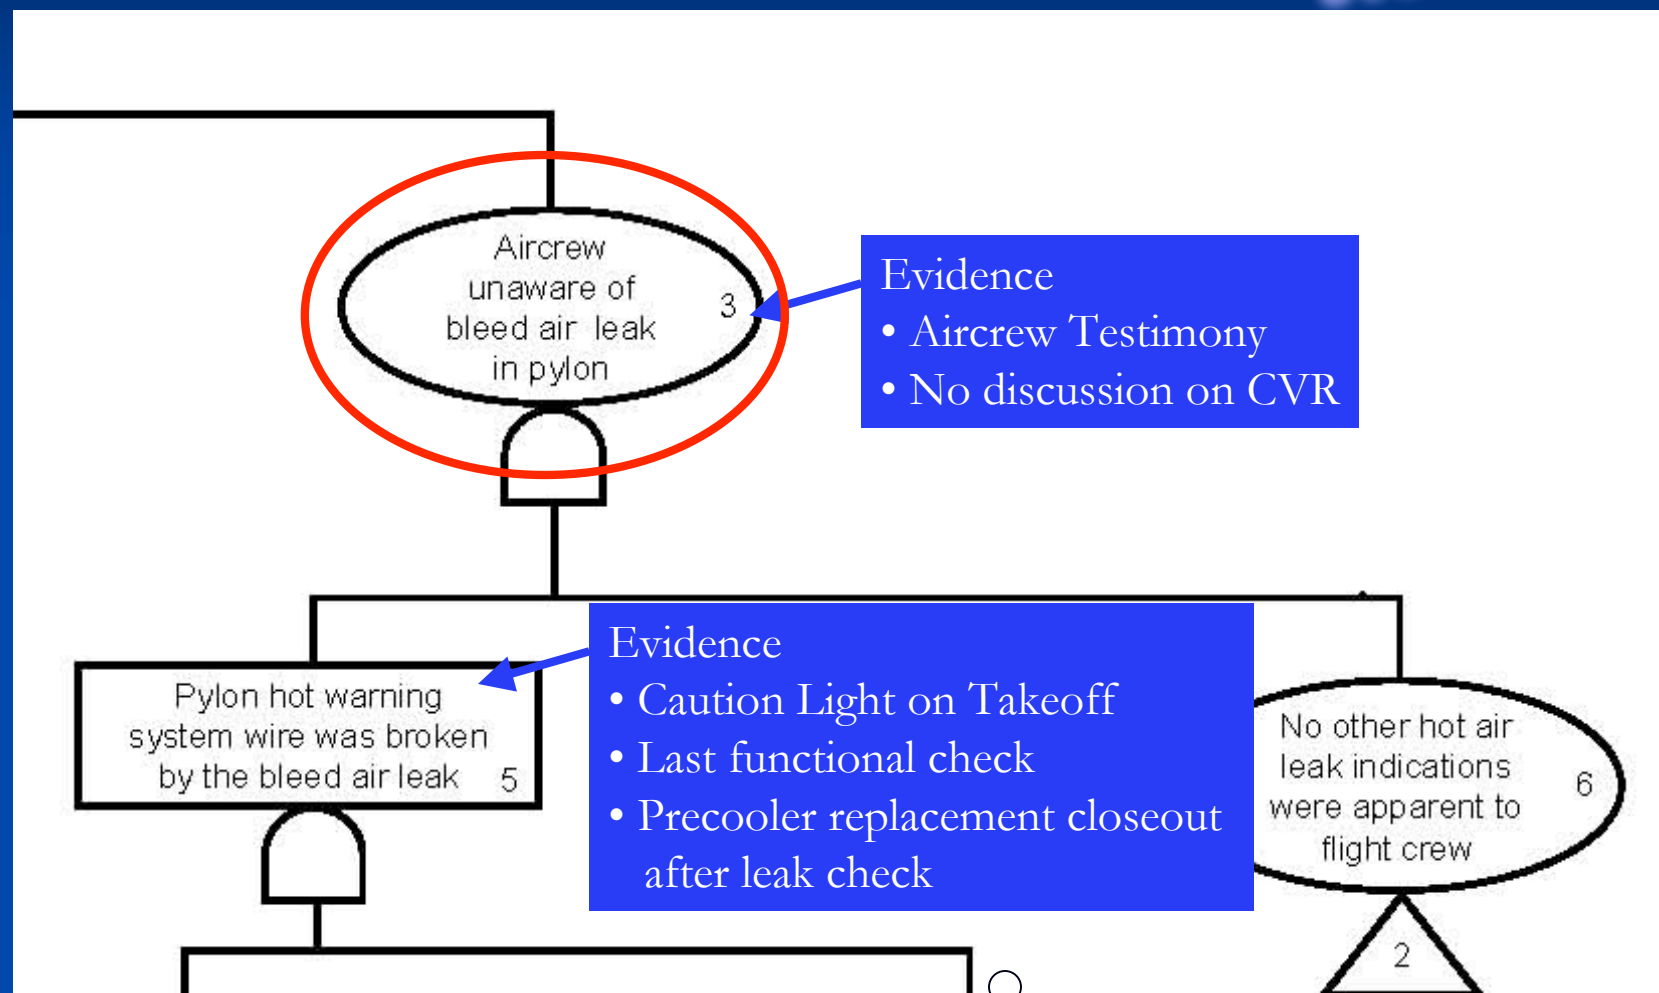 Aircrew
unaware of
bleed air leak
in pylon
3
Evidence
• Aircrew Testimony
• No discussion on CVR
Pylon hot warning
system wire was broken
by the bleed air leak
5
Evidence
• Caution Light on Takeoff
• Last functional check
• Precooler replacement closeout
after leak check
No other hot air
leak indications
were apparent to
flight crew
6
2